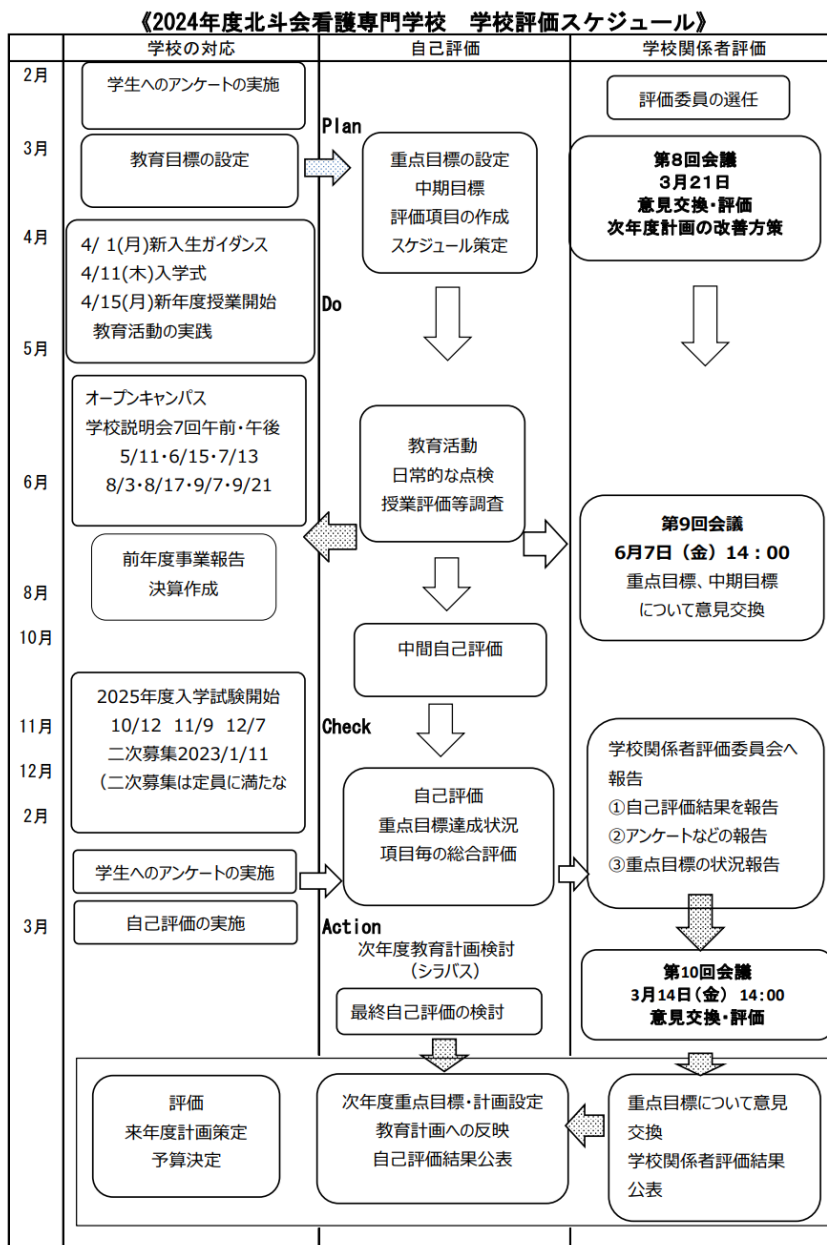 《2024年度北斗会看護専門学校　学校評価スケジュール》
学校の対応
自己評価
学校関係者評価
2月
学生へのアンケートの実施
評価委員の選任
Plan
3月
教育目標の設定
重点目標の設定
中期目標
評価項目の作成
スケジュール策定
第8回会議
3月21日
意見交換・評価
次年度計画の改善方策
4月
4/ 1(月)新入生ガイダンス
4/11(木)入学式
4/15(月)新年度授業開始
教育活動の実践
Do
5月
オープンキャンパス
学校説明会7回午前・午後
5/11・6/15・7/13
8/3・8/17・9/7・9/21
教育活動
日常的な点検
授業評価等調査
6月
第9回会議
6月7日（金）14：00
重点目標、中期目標
について意見交換
前年度事業報告
決算作成
8月
10月
中間自己評価
2025年度入学試験開始
10/12　11/9　12/7
二次募集2023/1/11
（二次募集は定員に満たな
11月
Check
12月
2月
自己評価
重点目標達成状況
項目毎の総合評価
学校関係者評価委員会へ
報告
①自己評価結果を報告
②アンケートなどの報告
③重点目標の状況報告
学生へのアンケートの実施
3月
自己評価の実施
Action
次年度教育計画検討
（シラバス）
最終自己評価の検討
第10回会議
3月14日（金） 14:00
意見交換・評価
評価
来年度計画策定
予算決定
次年度重点目標・計画設定
教育計画への反映
自己評価結果公表
重点目標について意見
交換
学校関係者評価結果
公表